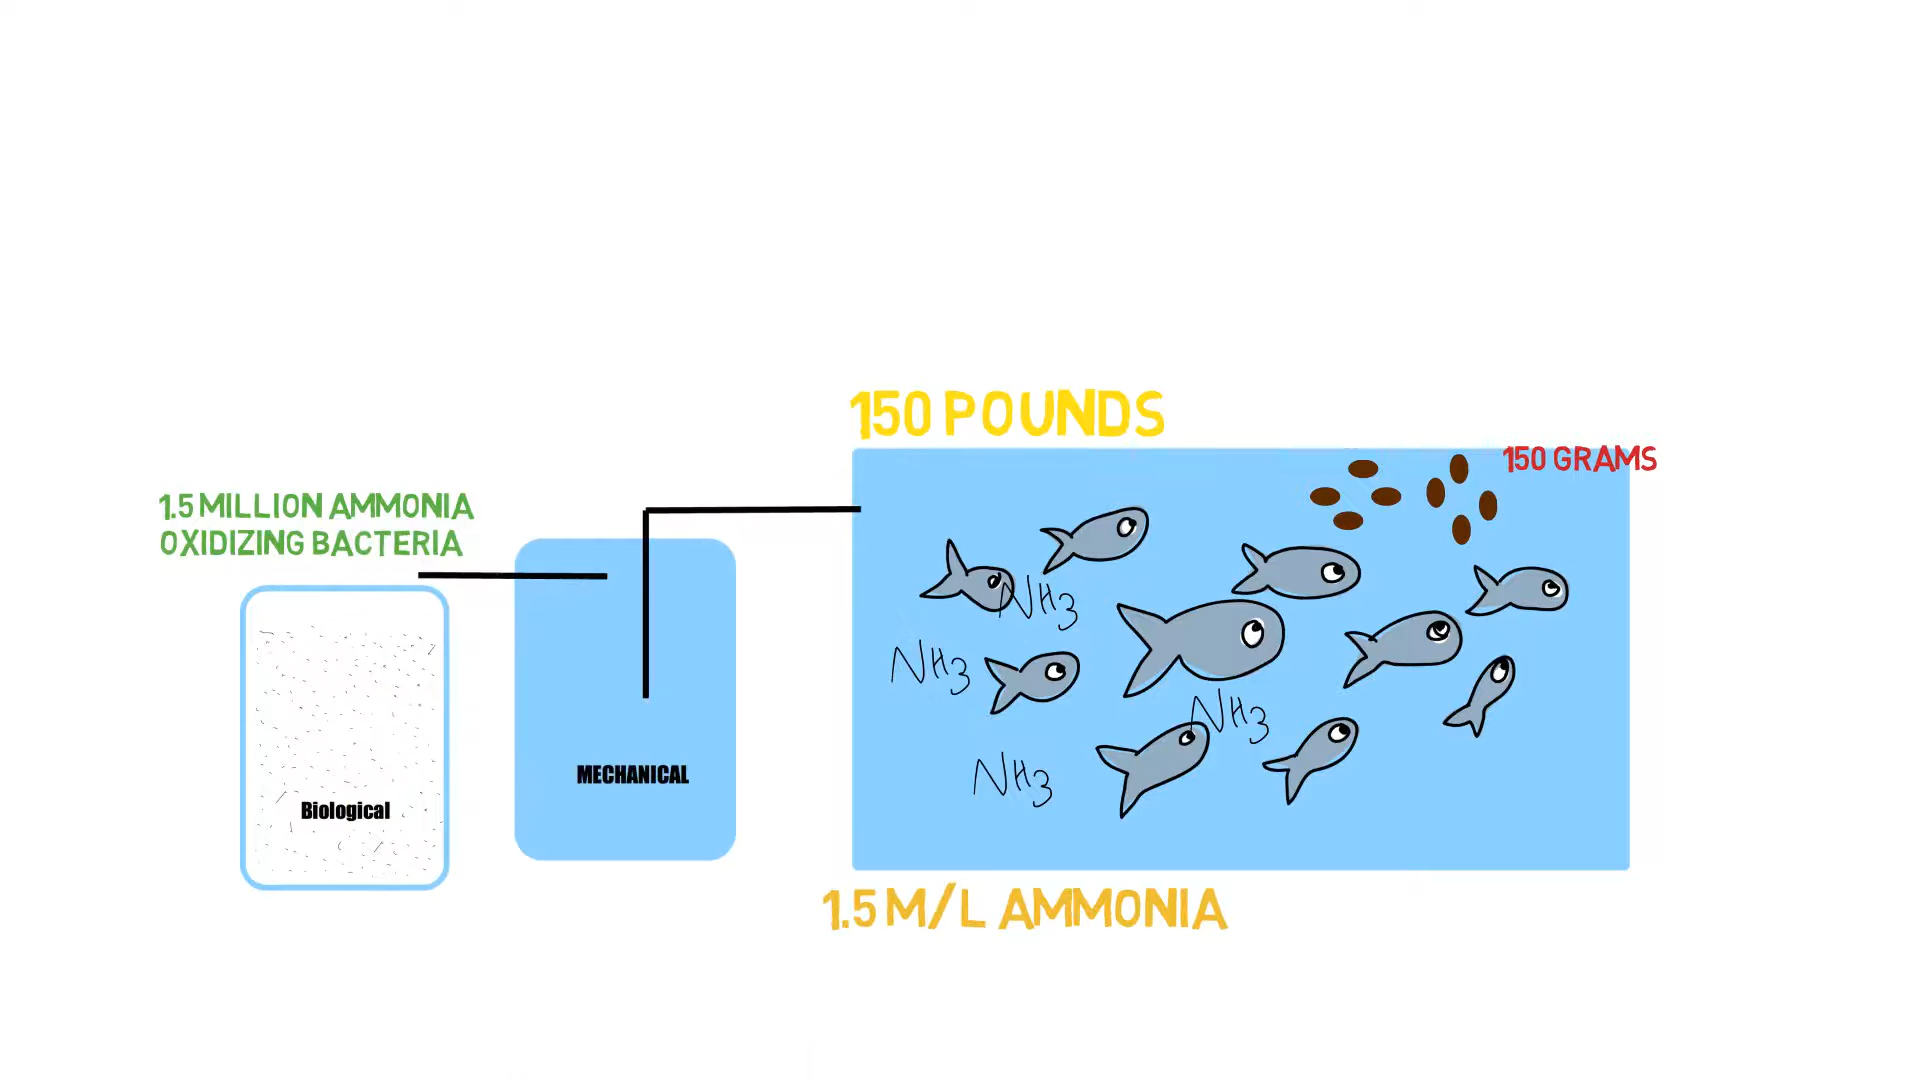 150 POUNDS
150 GRAMS
1.5 MILLION AMMONIA
OXIDIZING BACTERIA
NH3
NH3
NH3
NH3
MECHANICAL
Biological
1.5 M/L AMMONIA